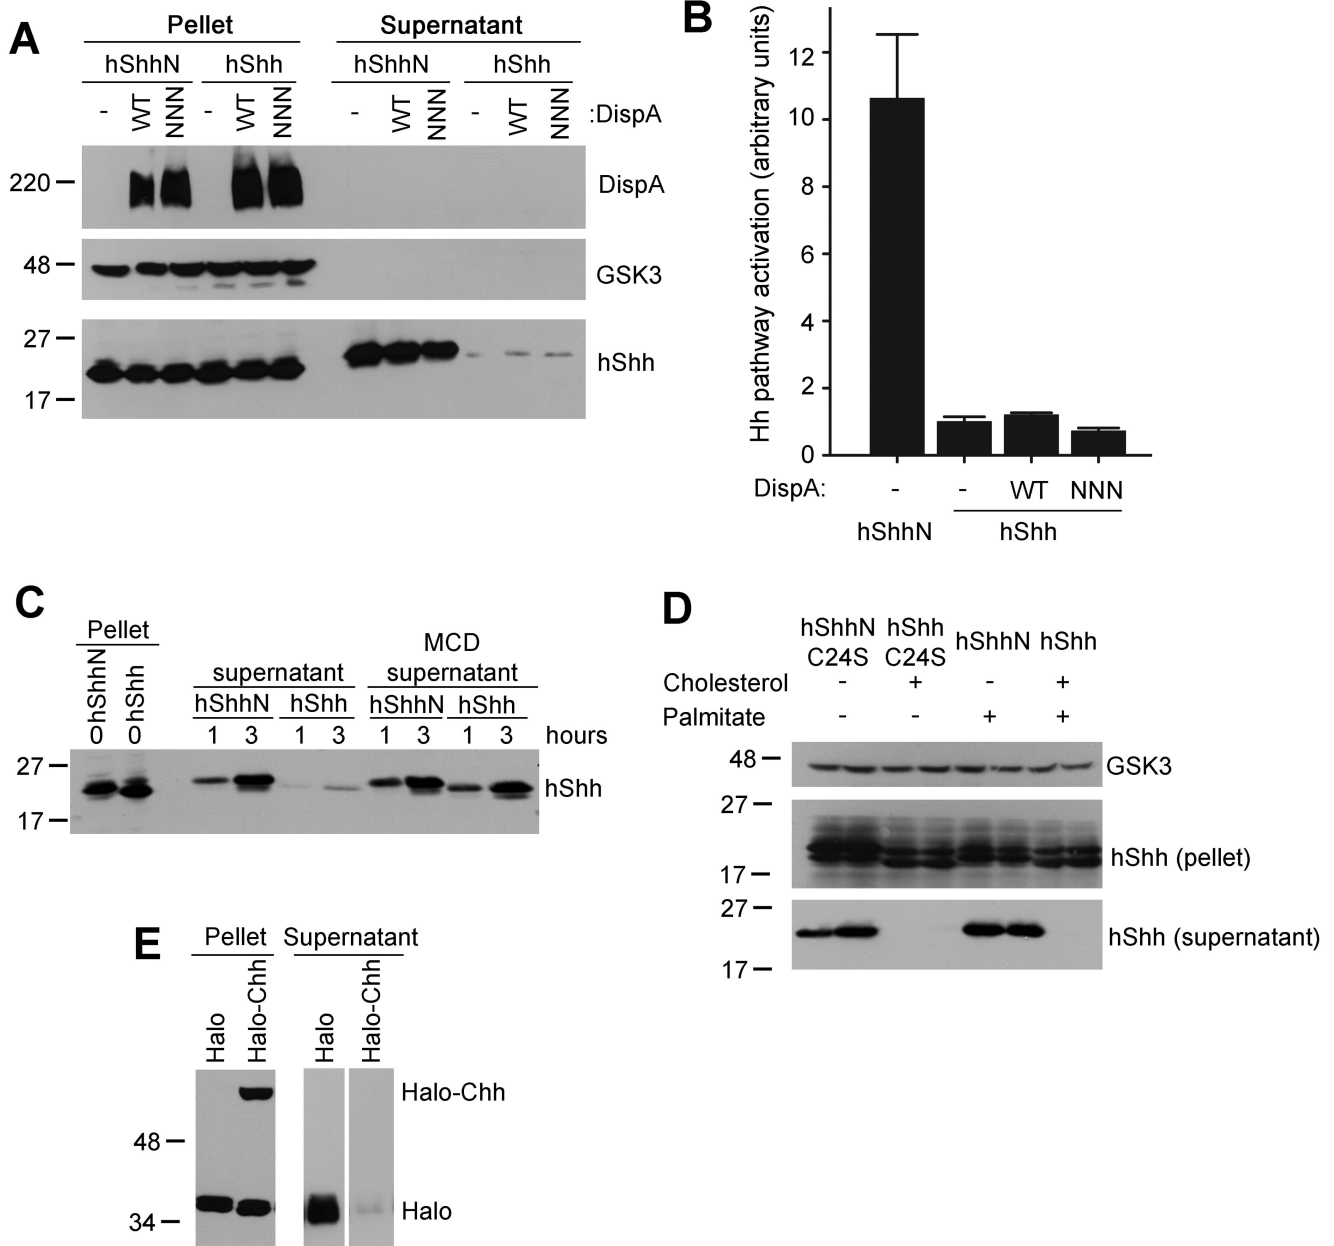 A
Pellet Supernatant
hShhN hShh hShhN hShh
- WT NNN - WT NNN - WT NNN - WT NNN :DispA
220 DispA
48 GSK3
27 hShh
17
B
Hh pathway activation (arbitrary units)
12
10
8
6
4
2
0
DispA: - - WT NNN
hShhN hShh
C
Pellet
hShhN hShh
MCD
supernatant supernatant
hShhN hShh hShhN hShh
0 0 1 3 1 3 1 3 1 3 hours
27 hShh
17
D
hShhN hShh hShhN hShh
C24S C24S
Cholesterol - + - +
Palmitate - - + +
48 GSK3
27
hShh (pellet)
17
27
hShh (supernatant)
17
E
Pellet Supernatant
Halo Halo-Chh Halo Halo-Chh
Halo-Chh
48
Halo
34